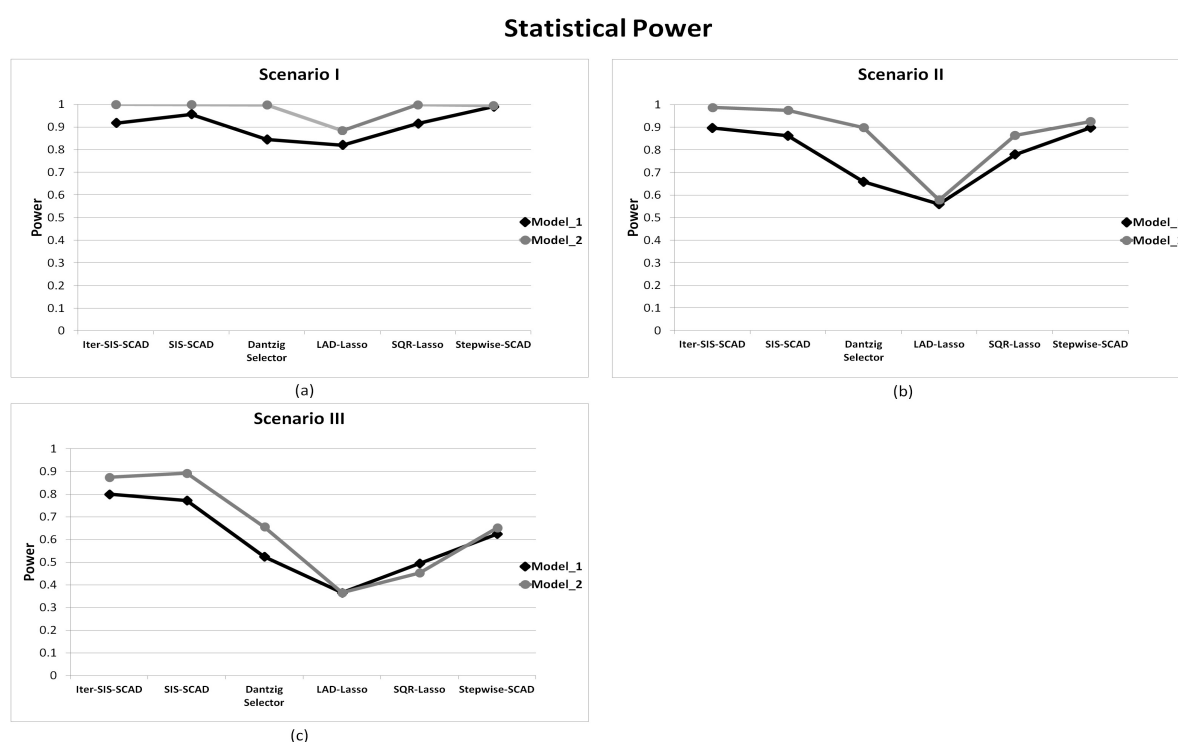 Statistical Power
Scenario I
1
0.9
0.8
0.7
0.6
0.5
0.4
0.3
0.2
0.1
0
Power
Iter-SIS-SCAD SIS-SCAD Dantzig Selector LAD-Lasso SQR-Lasso Stepwise-SCAD
Model_1
Model_2
(a)
Scenario II
1
0.9
0.8
0.7
0.6
0.5
0.4
0.3
0.2
0.1
0
Power
Iter-SIS-SCAD SIS-SCAD Dantzig Selector LAD-Lasso SQR-Lasso Stepwise-SCAD
Model_
Model_
(b)
Scenario III
1
0.9
0.8
0.7
0.6
0.5
0.4
0.3
0.2
0.1
0
Power
Iter-SIS-SCAD SIS-SCAD Dantzig Selector LAD-Lasso SQR-Lasso Stepwise-SCAD
Model_1
Model_2
(c)